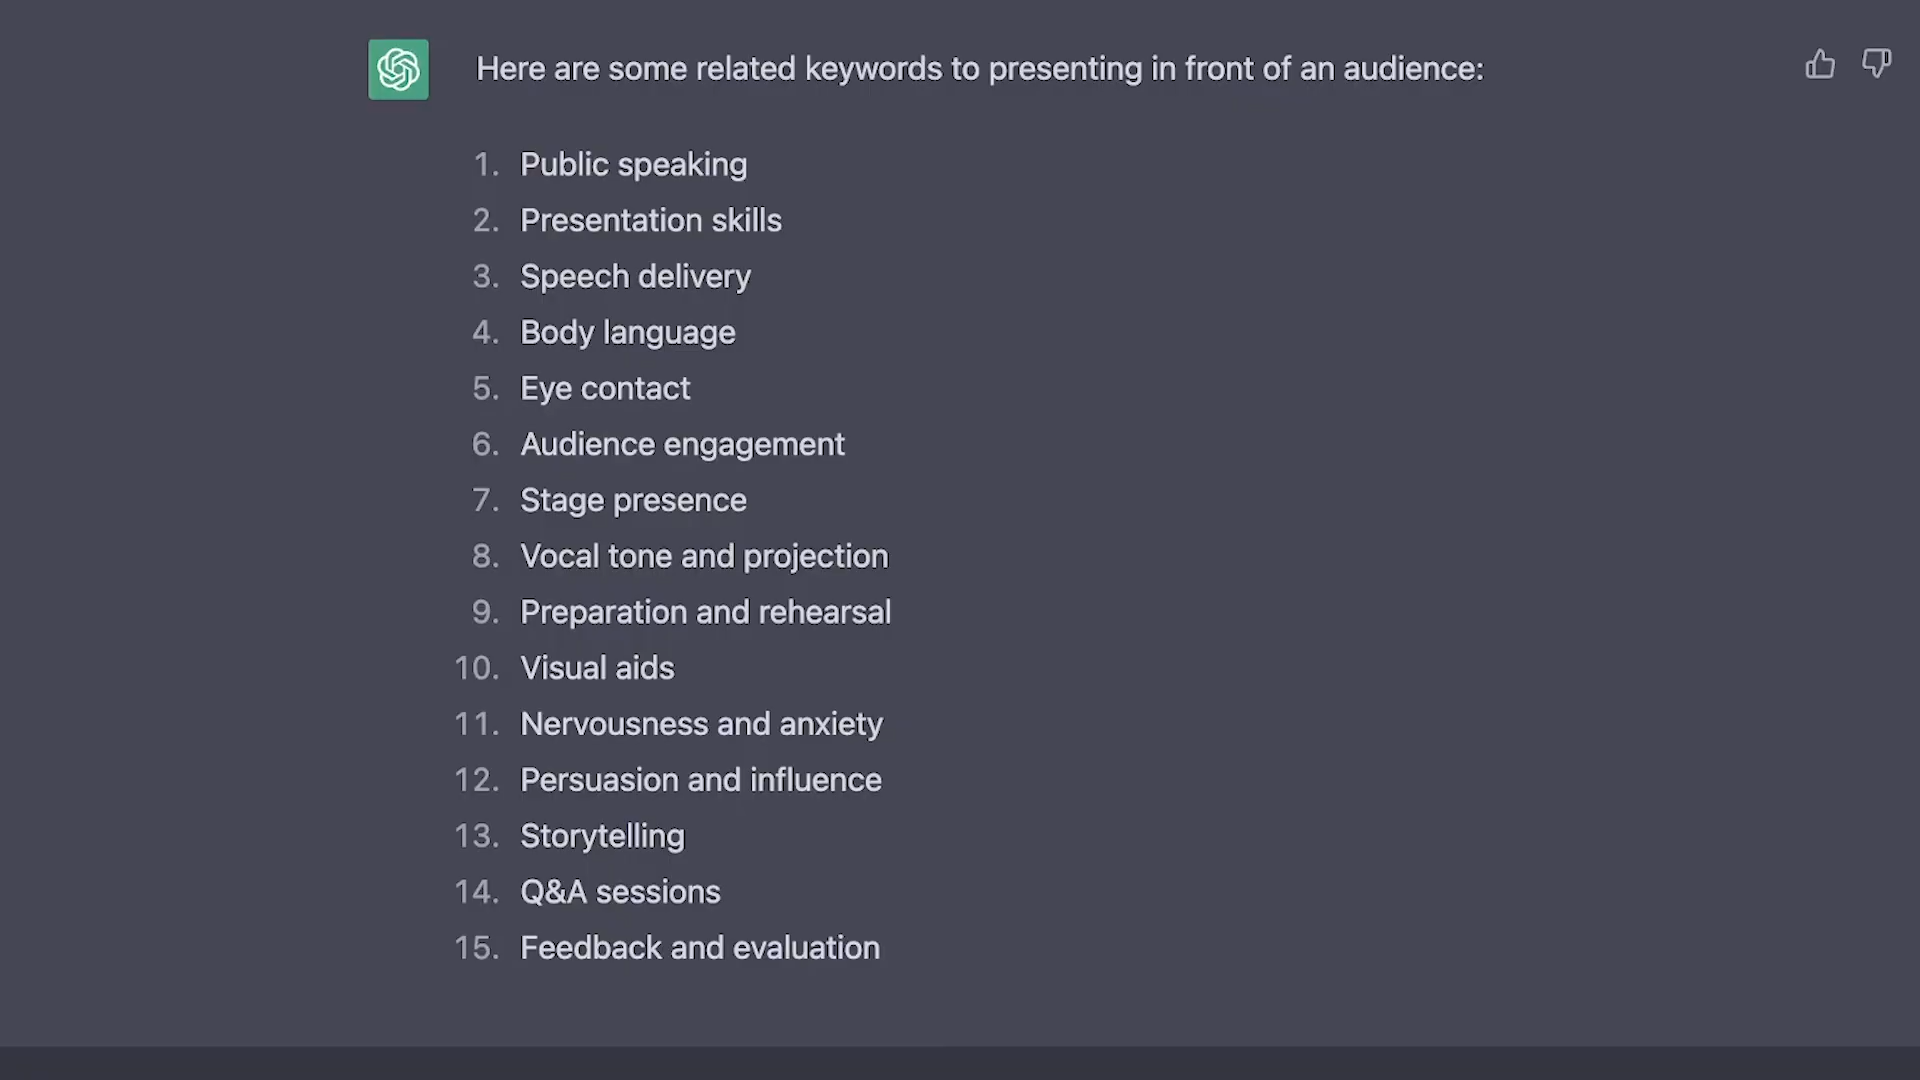 Here are some related keywords to presenting in front of an audience:
1. Public speaking
2. Presentation skills
3. Speech delivery
4. Body language
5. Eye contact
6. Audience engagement
7. Stage presence
8. Vocal tone and projection
9. Preparation and rehearsal
10. Visual aids
11. Nervousness and anxiety
12. Persuasion and influence
13. Storytelling
14. Q&A sessions
15. Feedback and evaluation